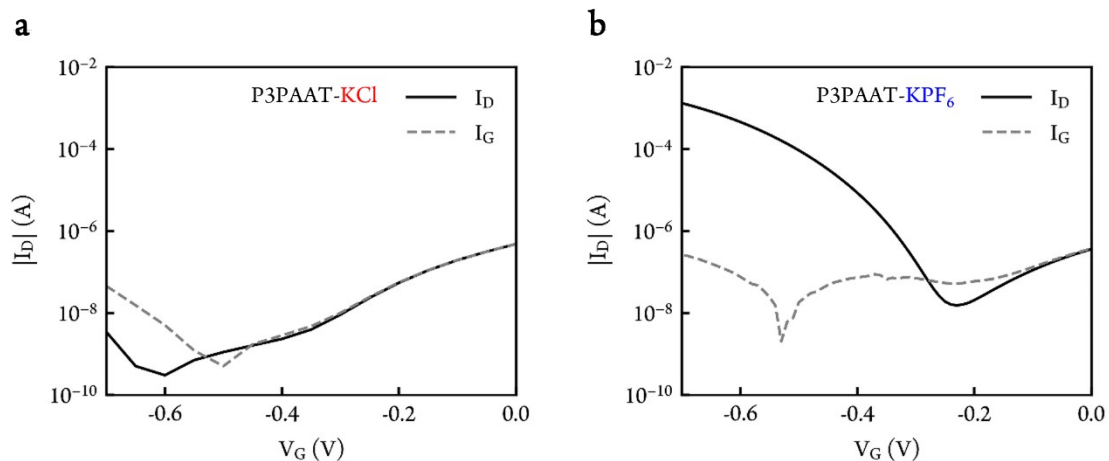 a
P3PAAT-KCl
I_D
I_G
10⁻²
10⁻⁴
10⁻⁶
10⁻⁸
10⁻¹⁰
|I_D| (A)
-0.6 -0.4 -0.2 0.0
V_G (V)
b
P3PAAT-KPF₆
I_D
I_G
10⁻²
10⁻⁴
10⁻⁶
10⁻⁸
10⁻¹⁰
|I_D| (A)
-0.6 -0.4 -0.2 0.0
V_G (V)